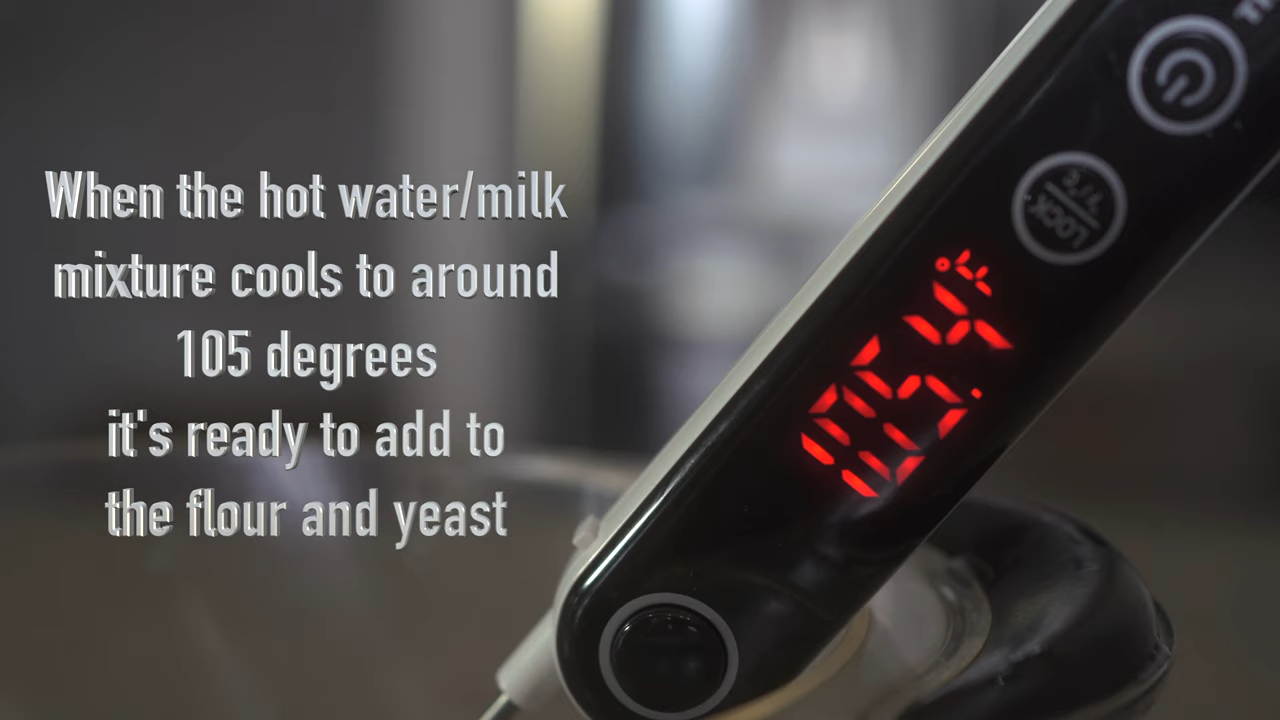 When the hot water/milk
mixture cools to around
105 degrees
it's ready to add to
the flour and yeast
105.4 °F
°C/°F
LOCK